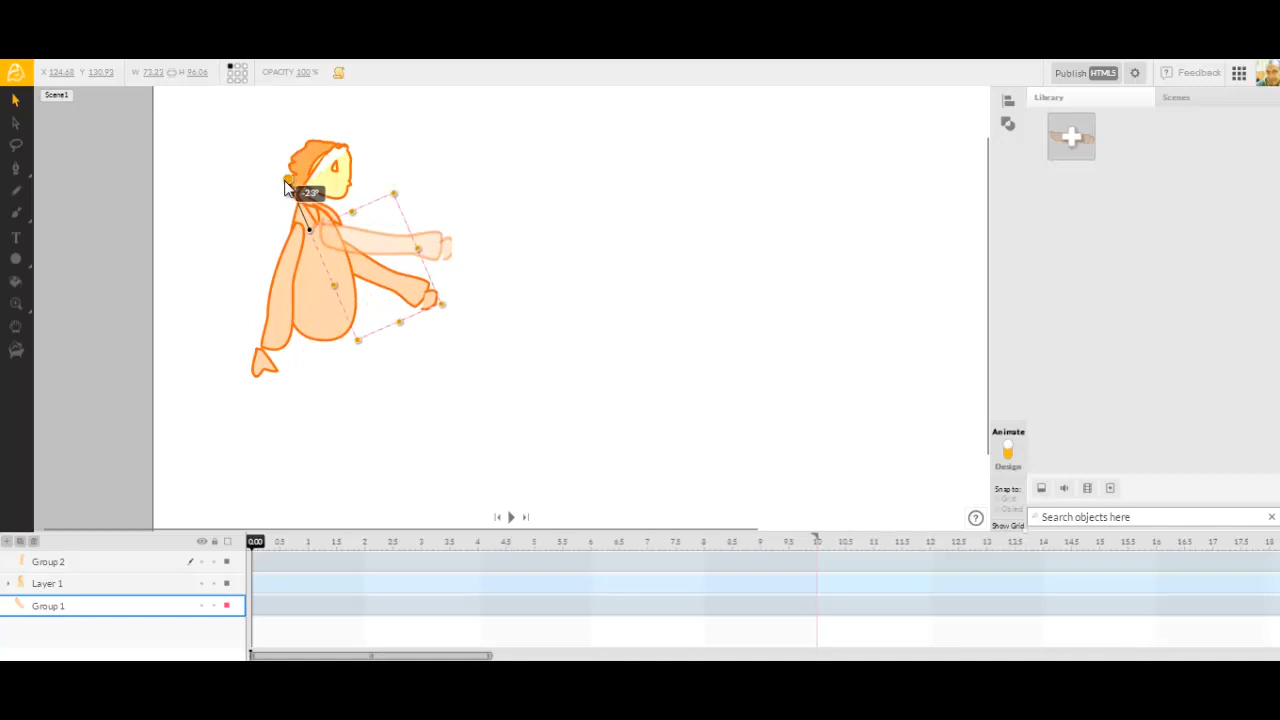 X 124.68 Y 130.93 W 73.23 H 96.06 OPACITY 100 % Publish HTML5 Feedback
Scene1 Library Scenes
-23°
Animate
Design
Snap to:
Grid
Object
Show Grid
Search objects here ×
0.00 0.5 1 1.5 2 2.5 3 3.5 4 4.5 5 5.5 6 6.5 7 7.5 8 8.5 9 9.5 10 10.5 11 11.5 12 12.5 13 13.5 14 14.5 15 15.5 16 16.5 17 17.5 18
Group 2
Layer 1
Group 1